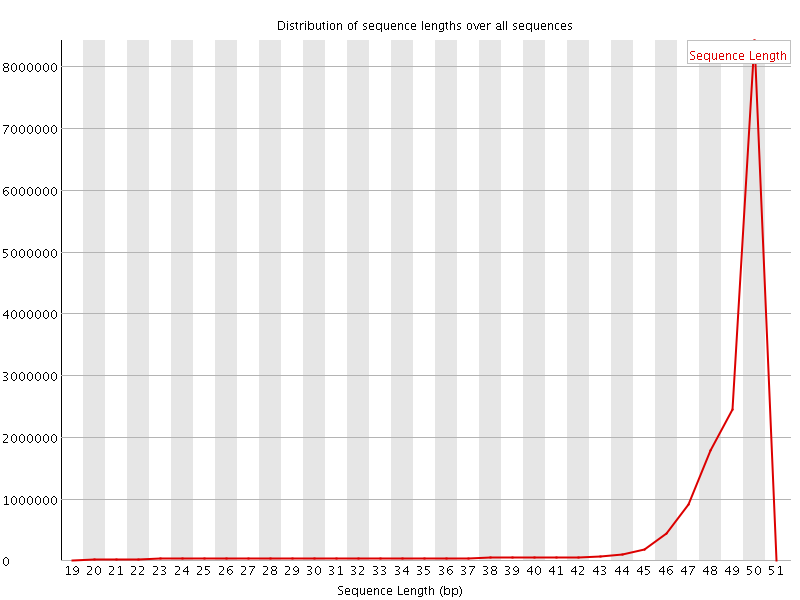 Distribution of sequence lengths over all sequences
Sequence Length
8000000
7000000
6000000
5000000
4000000
3000000
2000000
1000000
0
19 20 21 22 23 24 25 26 27 28 29 30 31 32 33 34 35 36 37 38 39 40 41 42 43 44 45 46 47 48 49 50 51
Sequence Length (bp)